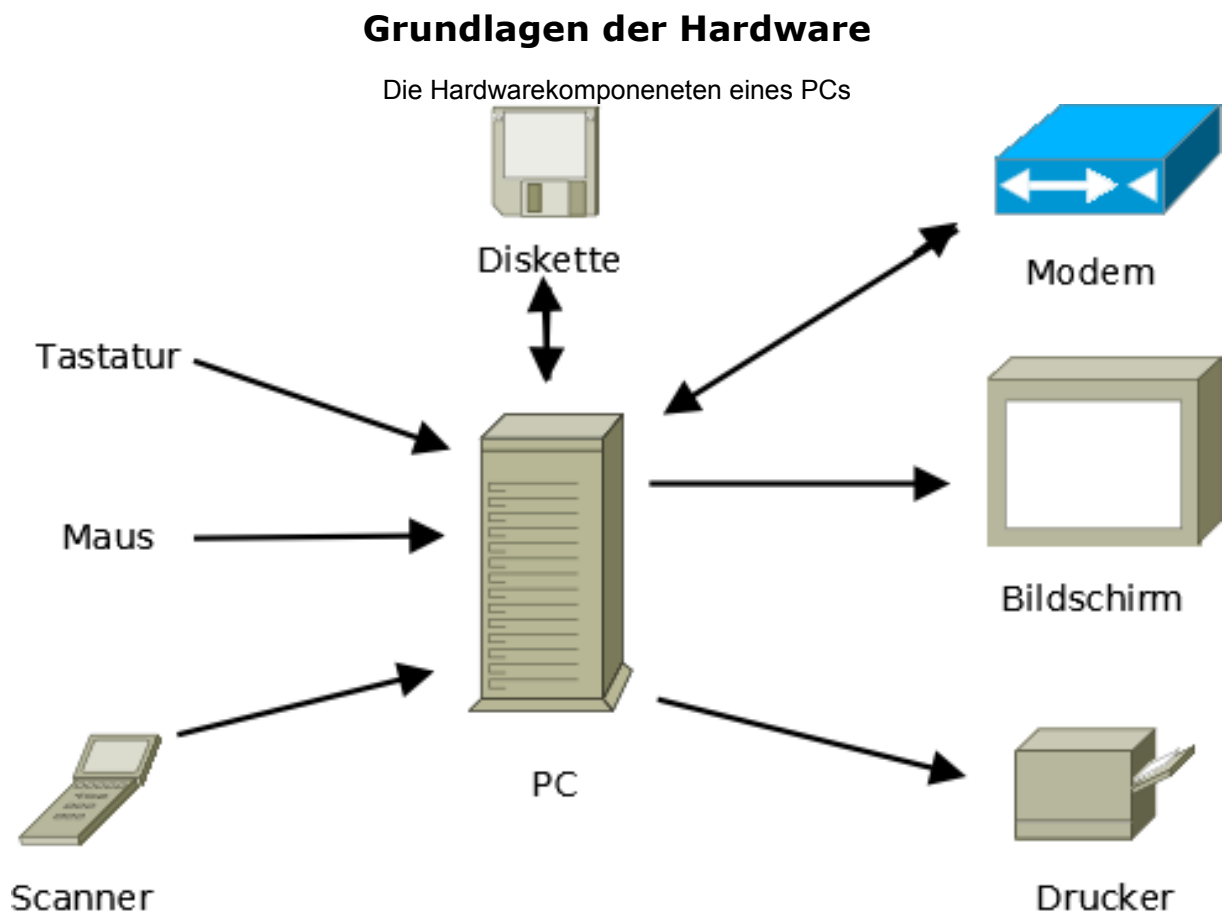 Grundlagen der Hardware
Die Hardwarekomponeneten eines PCs
Diskette
Modem
Tastatur
Maus
Bildschirm
PC
Scanner
Drucker